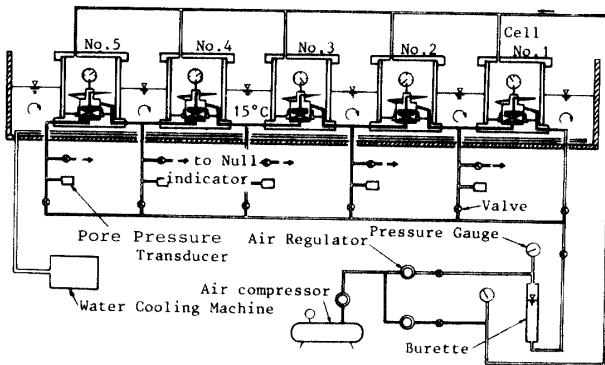 Cell
No.5
No.4
No.3
No.2
No.1
15°C
to Null
indicator
Valve
Pore Pressure
Transducer
Air Regulator
Pressure Gauge
Water Cooling Machine
Air compressor
Burette